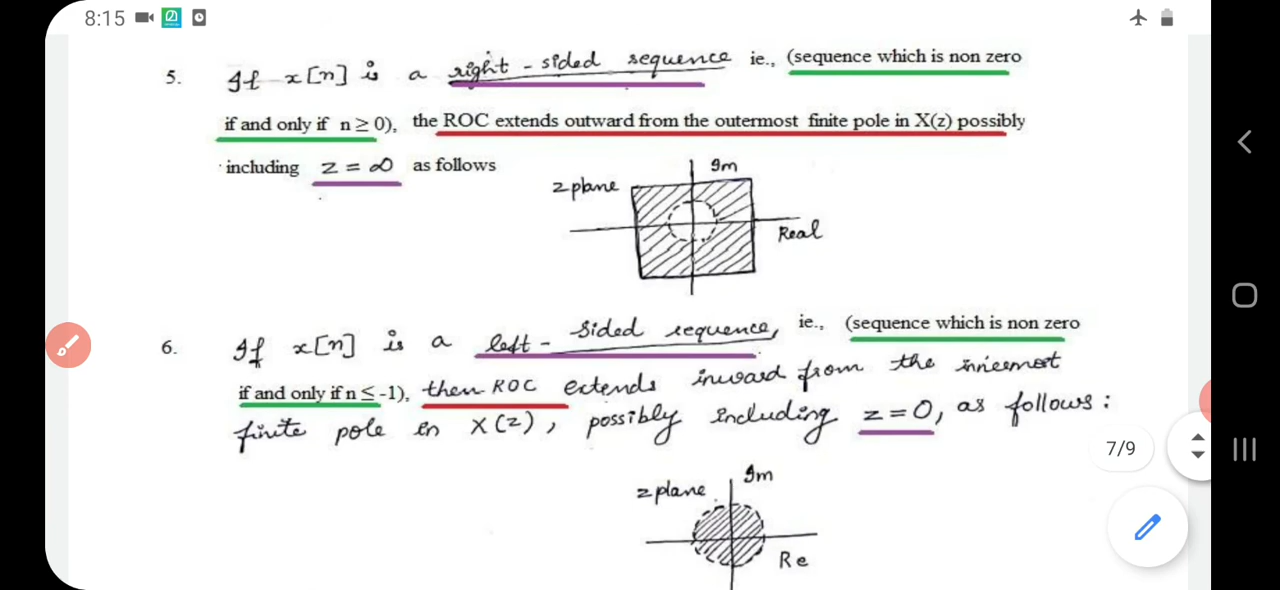 8:15
5. If x[n] is a right-sided sequence ie., (sequence which is non zero
if and only if n ≥ 0), the ROC extends outward from the outermost finite pole in X(z) possibly
including z = ∞ as follows
z plane
Im
Real
6. If x[n] is a left-sided sequence, ie., (sequence which is non zero
if and only if n ≤ -1), then ROC extends inward from the innermost
finite pole in X(z), possibly including z=0, as follows:
7/9
z plane
Im
Re